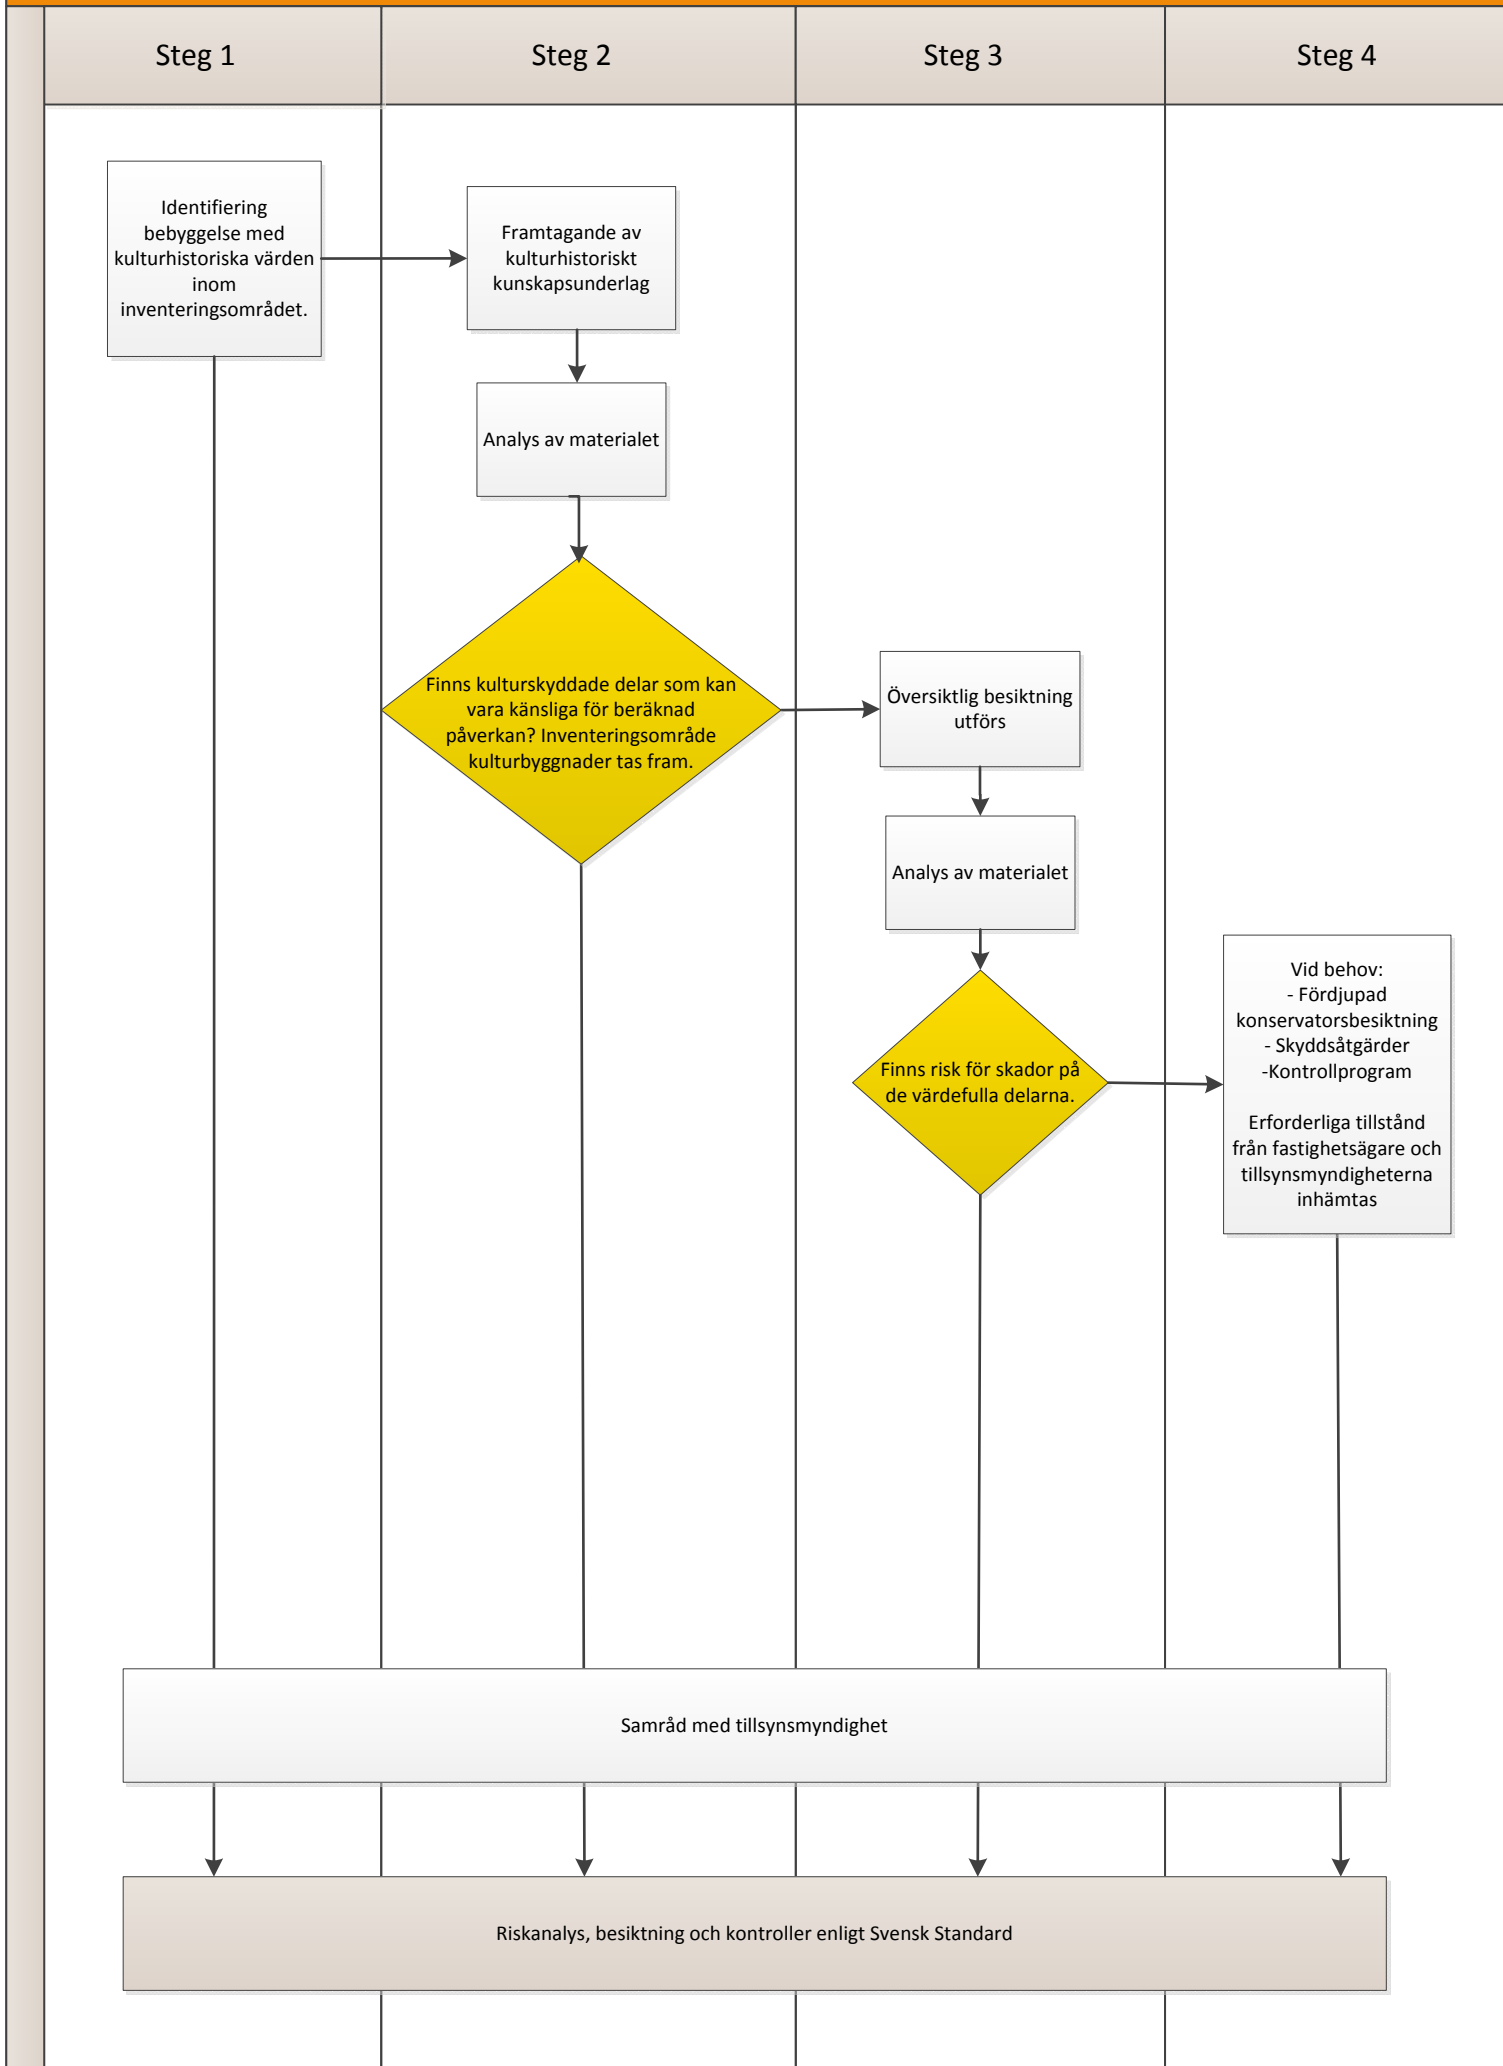 Steg 1
Steg 2
Steg 3
Steg 4
Identifiering
bebyggelse med
kulturhistoriska värden
inom
inventeringsområdet.
Framtagande av
kulturhistoriskt
kunskapsunderlag
Analys av materialet
Finns kulturskyddade delar som kan
vara känsliga för beräknad
påverkan? Inventeringsområde
kulturbyggnader tas fram.
Översiktlig besiktning
utförs
Analys av materialet
Finns risk för skador på
de värdefulla delarna.
Vid behov:
- Fördjupad
konservatorsbesiktning
- Skyddsåtgärder
-Kontrollprogram
Erforderliga tillstånd
från fastighetsägare och
tillsynsmyndigheterna
inhämtas
Samråd med tillsynsmyndighet
Riskanalys, besiktning och kontroller enligt Svensk Standard